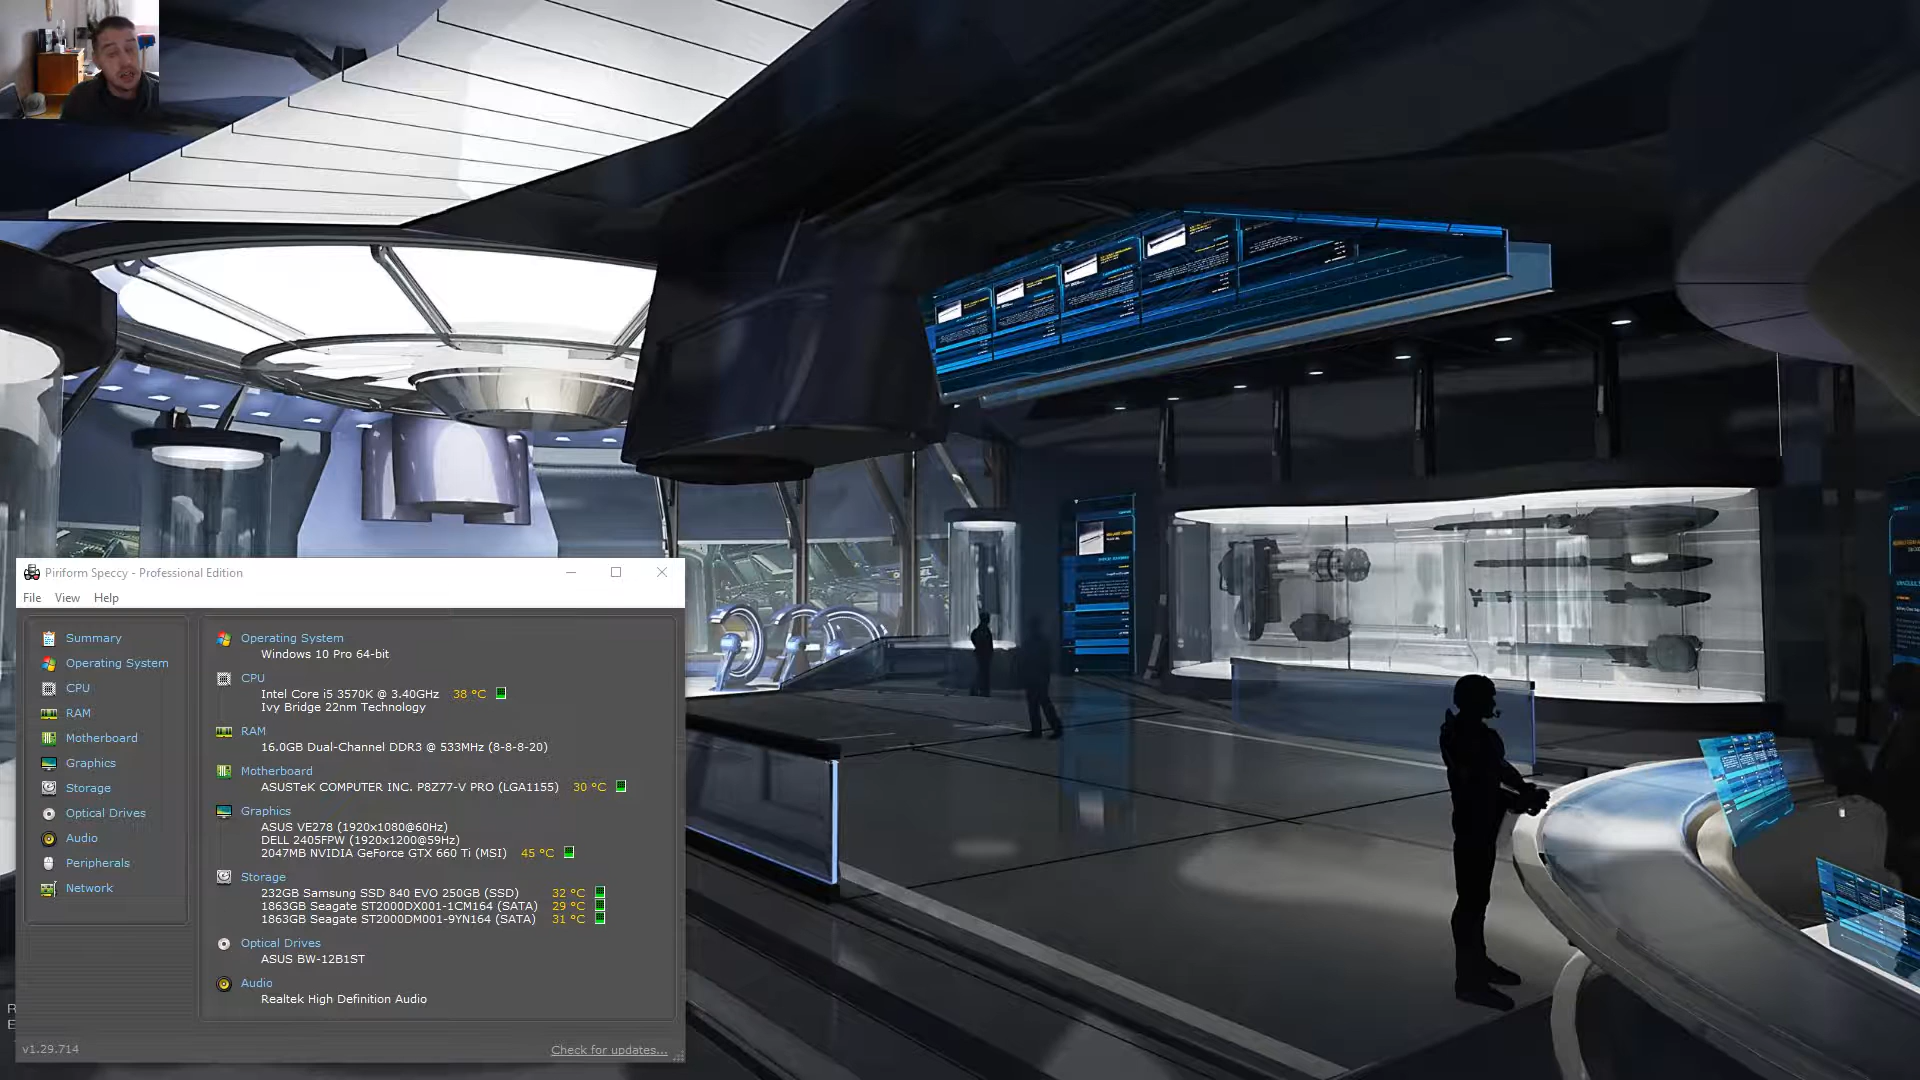 Piriform Speccy - Professional Edition
File View Help
Summary
Operating System
CPU
RAM
Motherboard
Graphics
Storage
Optical Drives
Audio
Peripherals
Network
Operating System
Windows 10 Pro 64-bit
CPU
Intel Core i5 3570K @ 3.40GHz 38 °C
Ivy Bridge 22nm Technology
RAM
16.0GB Dual-Channel DDR3 @ 533MHz (8-8-8-20)
Motherboard
ASUSTeK COMPUTER INC. P8Z77-V PRO (LGA1155) 30 °C
Graphics
ASUS VE278 (1920x1080@60Hz)
DELL 2405FPW (1920x1200@59Hz)
2047MB NVIDIA GeForce GTX 660 Ti (MSI) 45 °C
Storage
232GB Samsung SSD 840 EVO 250GB (SSD) 32 °C
1863GB Seagate ST2000DX001-1CM164 (SATA) 29 °C
1863GB Seagate ST2000DM001-9YN164 (SATA) 31 °C
Optical Drives
ASUS BW-12B1ST
Audio
Realtek High Definition Audio
v1.29.714
Check for updates...